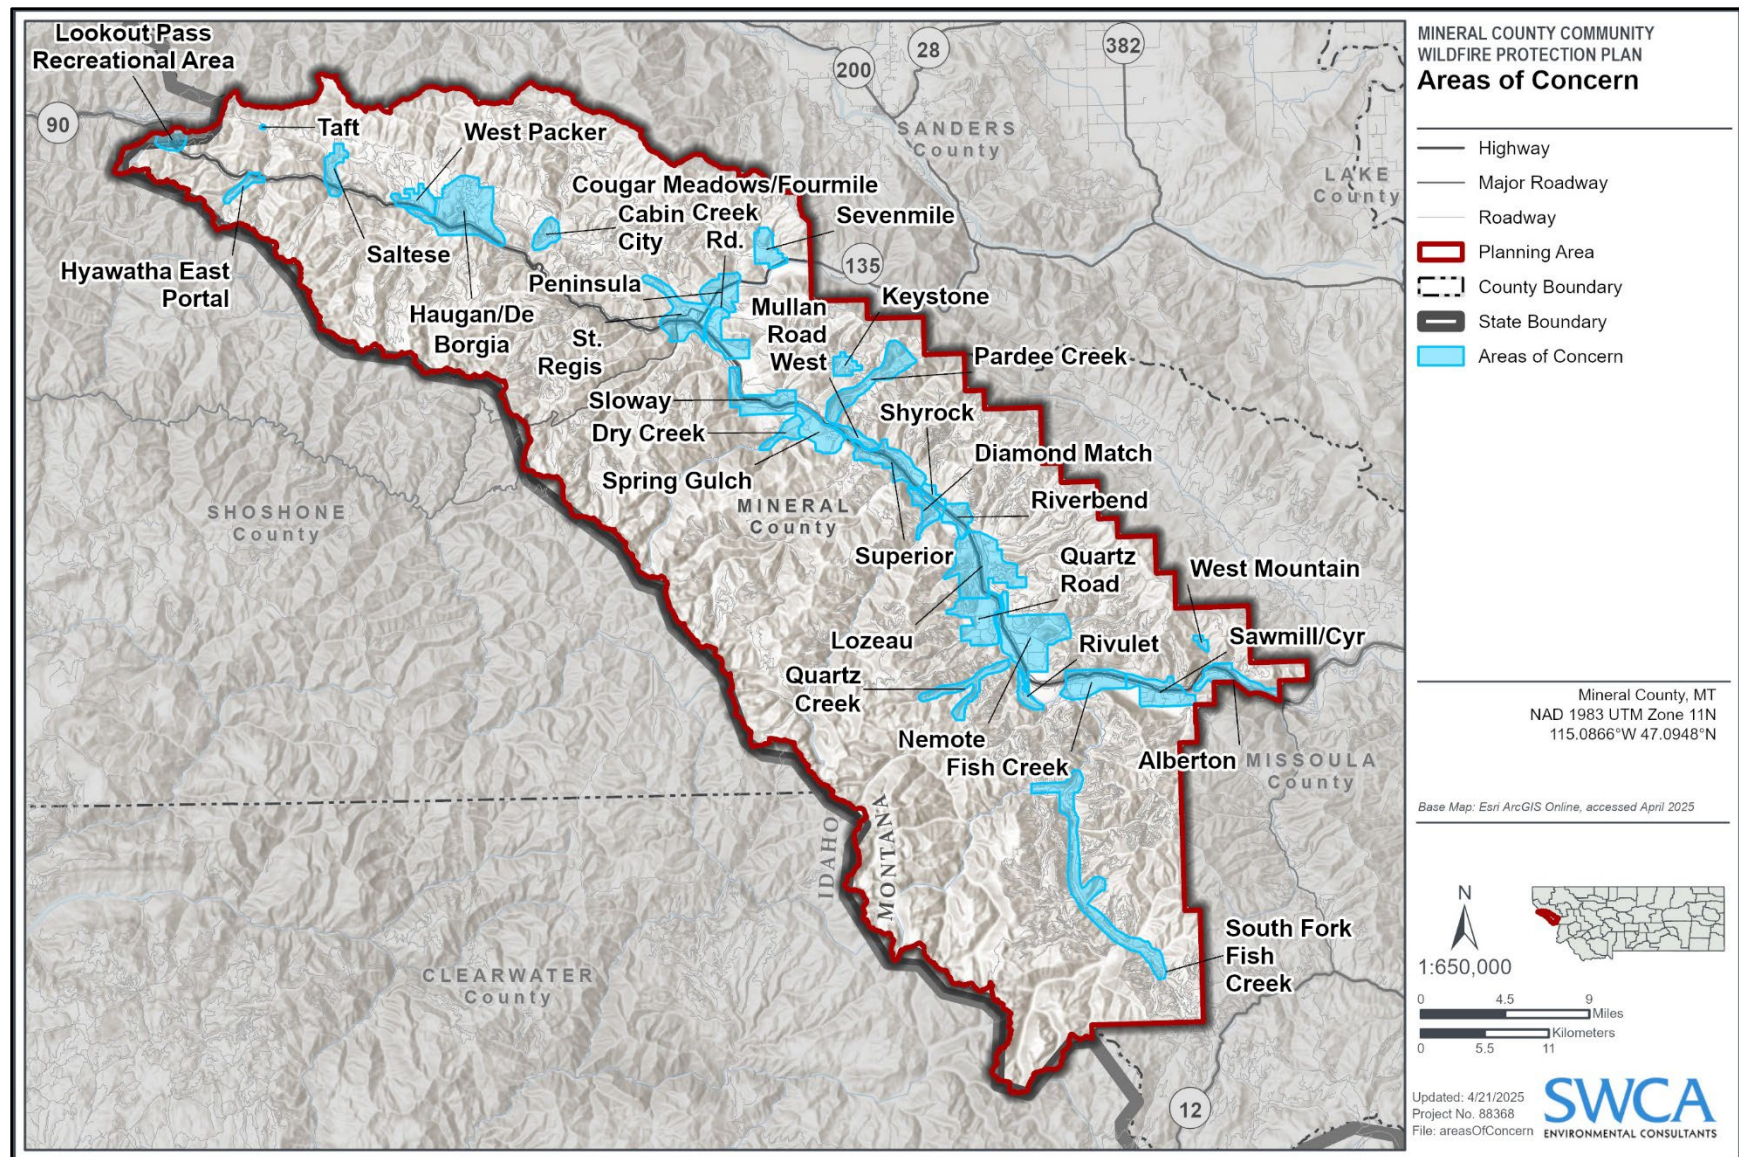 Lookout Pass
Recreational Area
90
Taft
West Packer
200
28
382
SANDERS
County
LAKE
County
Cougar Meadows/Fourmile
Cabin
City
Creek
Rd.
Sevenmile
135
Hyawatha East
Portal
Saltese
Haugan/De
Borgia
Peninsula
St.
Regis
Mullan
Road
West
Keystone
Pardee Creek
Sloway
Dry Creek
Spring Gulch
Shyrock
Diamond Match
Riverbend
SHOSHONE
County
MINERAL
County
Superior
Quartz
Road
West Mountain
Lozeau
Rivulet
Sawmill/Cyr
Quartz
Creek
Nemote
Fish Creek
Alberton
MISSOULA
County
IDAHO
MONTANA
CLEARWATER
County
South Fork
Fish
Creek
12
MINERAL COUNTY COMMUNITY
WILDFIRE PROTECTION PLAN
Areas of Concern
Highway
Major Roadway
Roadway
Planning Area
County Boundary
State Boundary
Areas of Concern
Mineral County, MT
NAD 1983 UTM Zone 11N
115.0866°W 47.0948°N
Base Map: Esri ArcGIS Online, accessed April 2025
N
1:650,000
0 4.5 9
Miles
Kilometers
0 5.5 11
Updated: 4/21/2025
Project No. 88368
File: areasOfConcern
SWCA
ENVIRONMENTAL CONSULTANTS